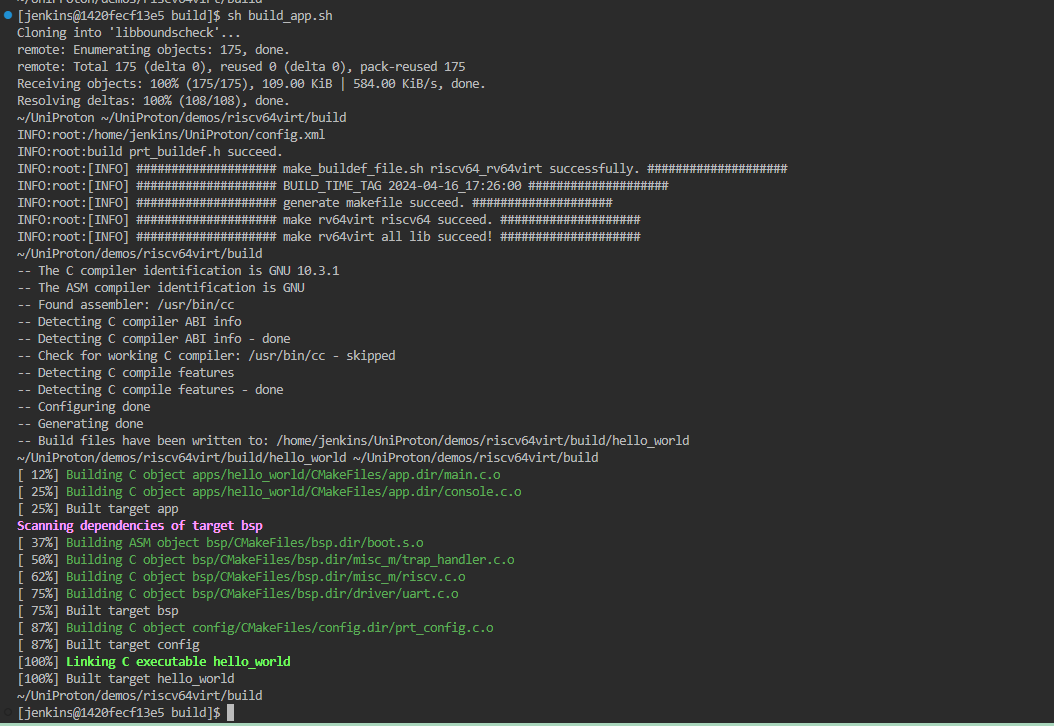 ~/UniProton/demos/riscv64virt/build
[jenkins@1420fecf13e5 build]$ sh build_app.sh
Cloning into 'libboundscheck'...
remote: Enumerating objects: 175, done.
remote: Total 175 (delta 0), reused 0 (delta 0), pack-reused 175
Receiving objects: 100% (175/175), 109.00 KiB | 584.00 KiB/s, done.
Resolving deltas: 100% (108/108), done.
~/UniProton ~/UniProton/demos/riscv64virt/build
INFO:root:/home/jenkins/UniProton/config.xml
INFO:root:build prt_buildef.h succeed.
INFO:root:[INFO] #################### make_buildef_file.sh riscv64_rv64virt successfully. ####################
INFO:root:[INFO] #################### BUILD_TIME_TAG 2024-04-16_17:26:00 ####################
INFO:root:[INFO] #################### generate makefile succeed. ####################
INFO:root:[INFO] #################### make rv64virt riscv64 succeed. ####################
INFO:root:[INFO] #################### make rv64virt all lib succeed! ####################
~/UniProton/demos/riscv64virt/build
-- The C compiler identification is GNU 10.3.1
-- The ASM compiler identification is GNU
-- Found assembler: /usr/bin/cc
-- Detecting C compiler ABI info
-- Detecting C compiler ABI info - done
-- Check for working C compiler: /usr/bin/cc - skipped
-- Detecting C compile features
-- Detecting C compile features - done
-- Configuring done
-- Generating done
-- Build files have been written to: /home/jenkins/UniProton/demos/riscv64virt/build/hello_world
~/UniProton/demos/riscv64virt/build/hello_world ~/UniProton/demos/riscv64virt/build
[ 12%] Building C object apps/hello_world/CMakeFiles/app.dir/main.c.o
[ 25%] Building C object apps/hello_world/CMakeFiles/app.dir/console.c.o
[ 25%] Built target app
Scanning dependencies of target bsp
[ 37%] Building ASM object bsp/CMakeFiles/bsp.dir/boot.s.o
[ 50%] Building C object bsp/CMakeFiles/bsp.dir/misc_m/trap_handler.c.o
[ 62%] Building C object bsp/CMakeFiles/bsp.dir/misc_m/riscv.c.o
[ 75%] Building C object bsp/CMakeFiles/bsp.dir/driver/uart.c.o
[ 75%] Built target bsp
[ 87%] Building C object config/CMakeFiles/config.dir/prt_config.c.o
[ 87%] Built target config
[100%] Linking C executable hello_world
[100%] Built target hello_world
~/UniProton/demos/riscv64virt/build
[jenkins@1420fecf13e5 build]$